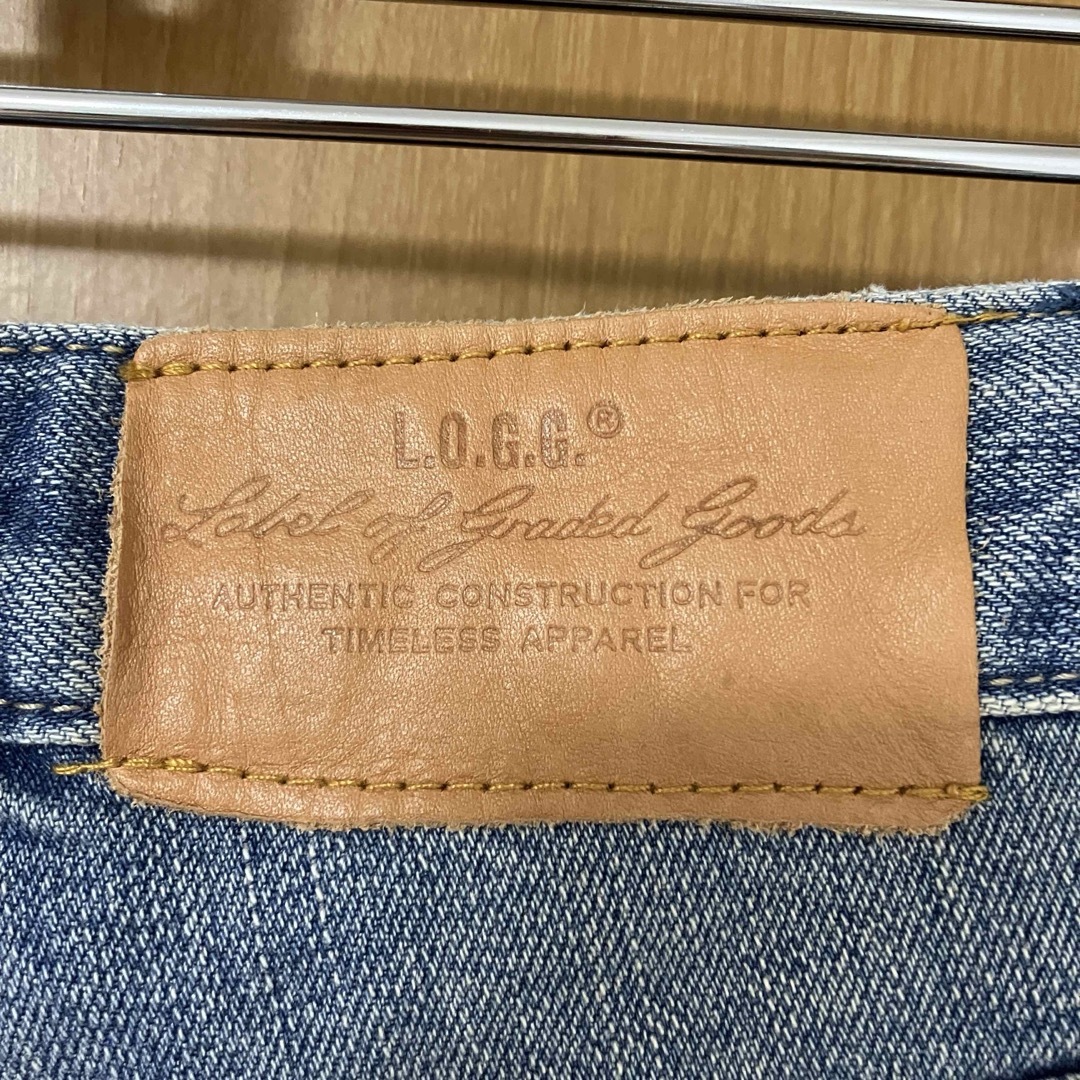 L.O.G.G.®
Label of Graded Goods
AUTHENTIC CONSTRUCTION FOR
TIMELESS APPAREL